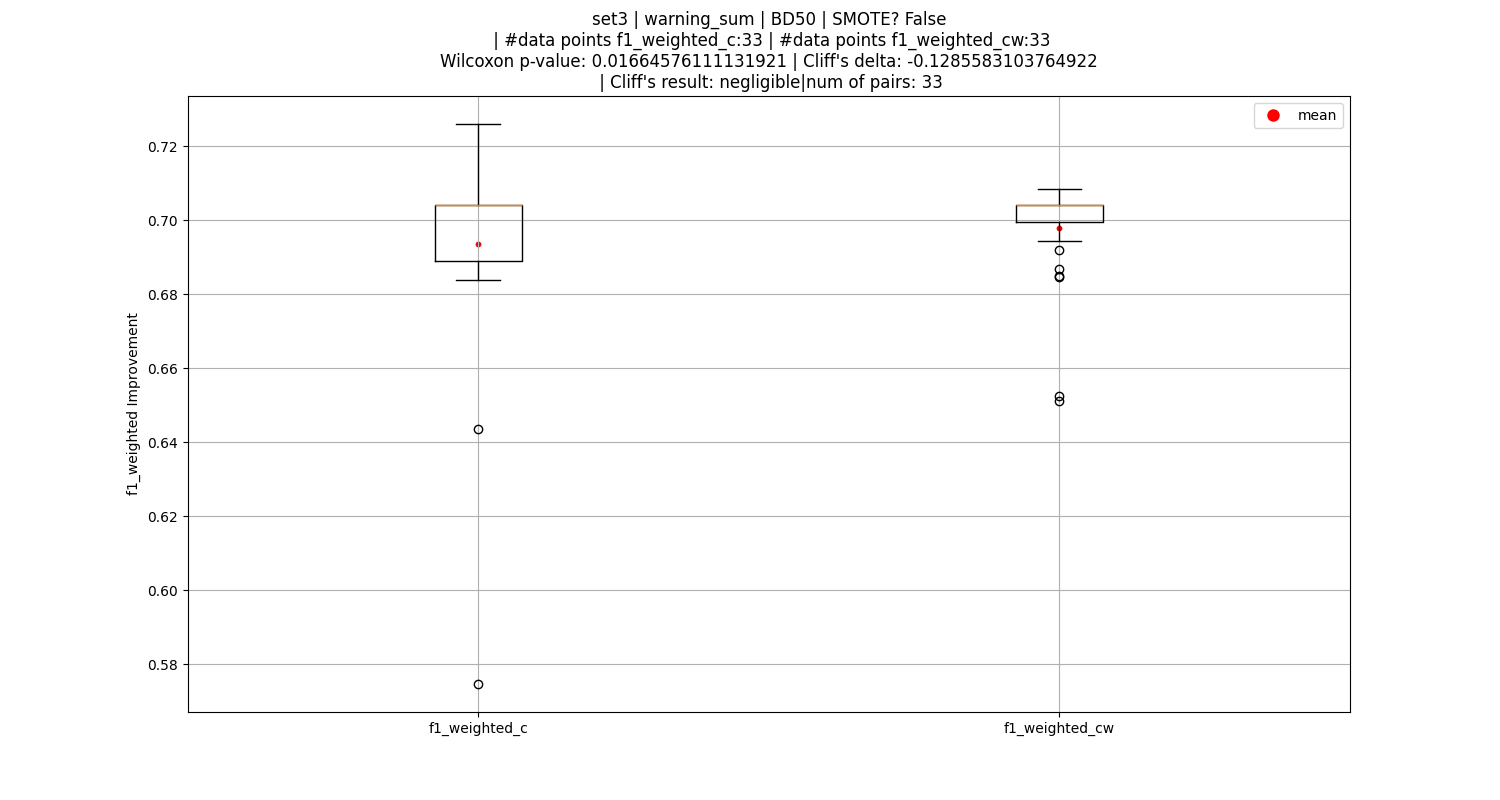 set3 | warning_sum | BD50 | SMOTE? False
| #data points f1_weighted_c:33 | #data points f1_weighted_cw:33
Wilcoxon p-value: 0.01664576111131921 | Cliff's delta: -0.1285583103764922
| Cliff's result: negligible|num of pairs: 33
mean
0.72
0.70
0.68
0.66
0.64
0.62
0.60
0.58
f1_weighted Improvement
f1_weighted_c
f1_weighted_cw